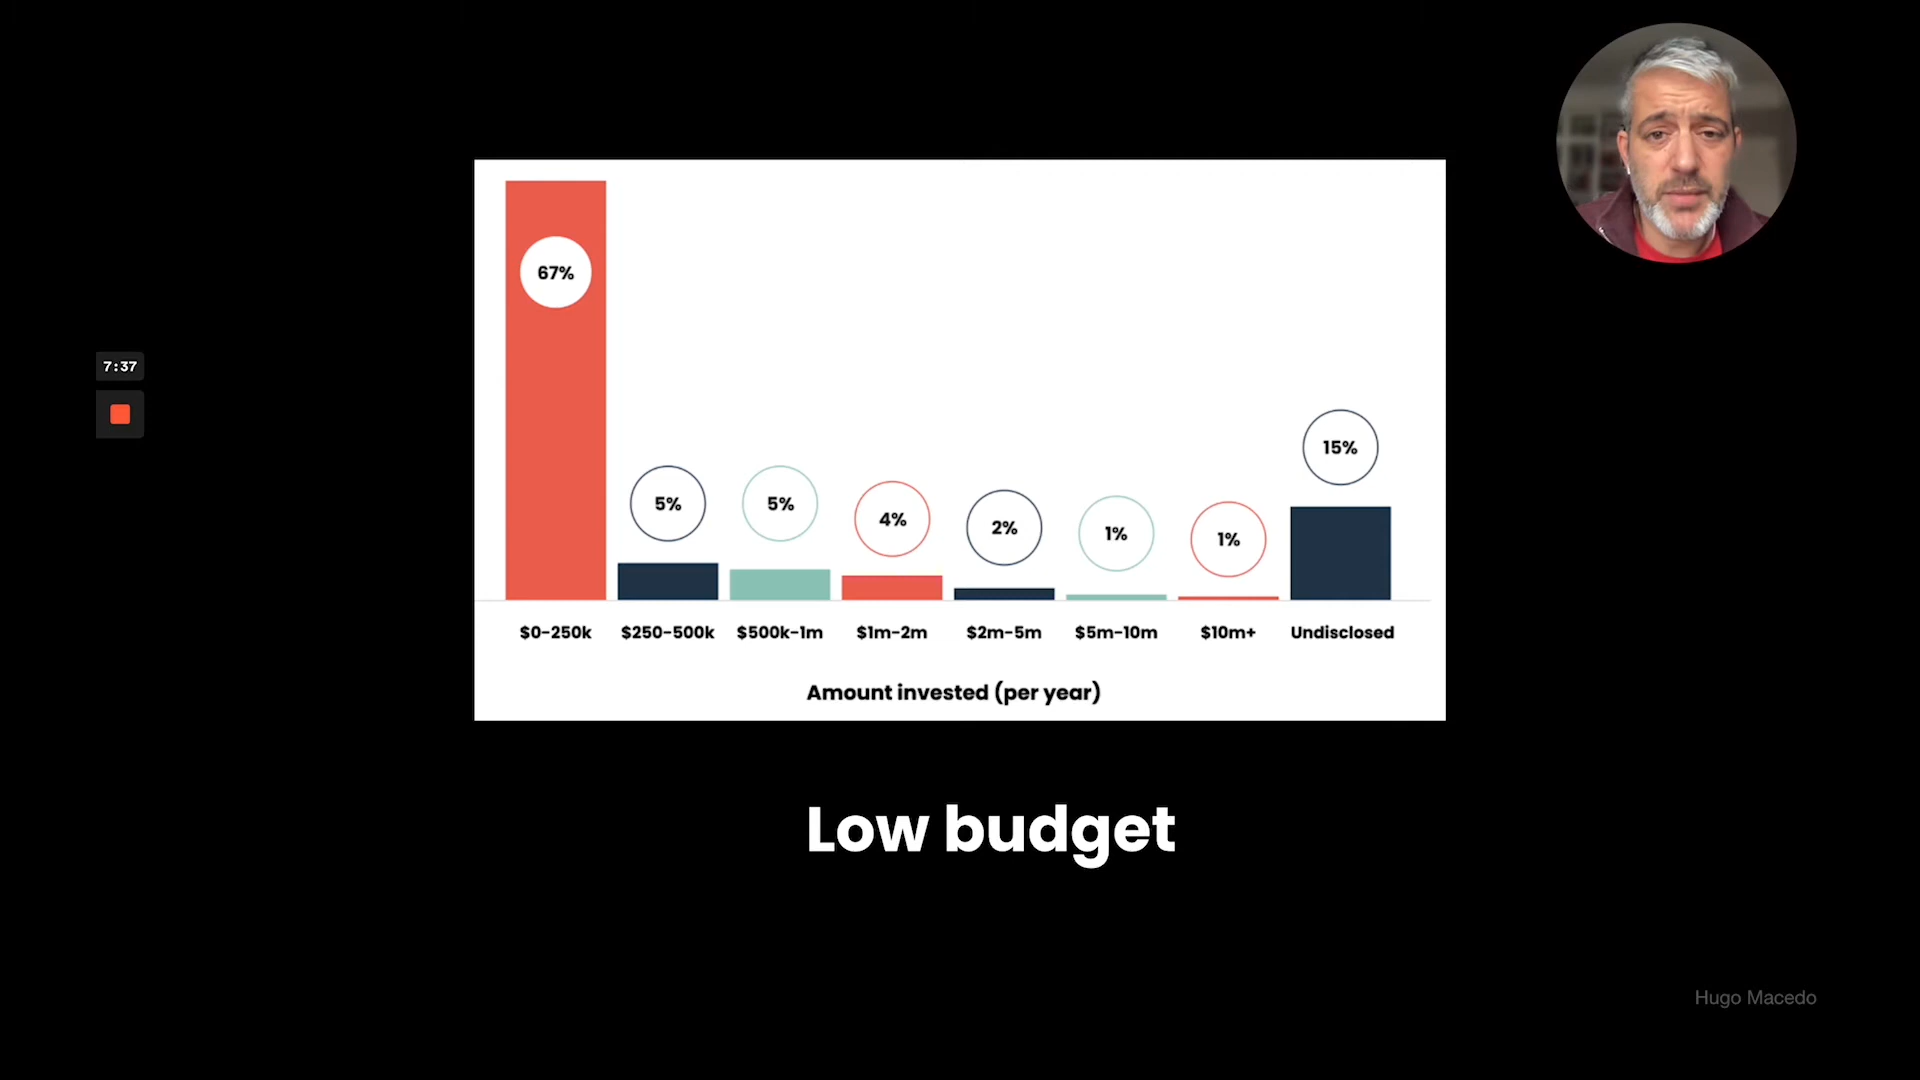 67%
5%
5%
4%
2%
1%
1%
15%
$0-250k
$250-500k
$500k-1m
$1m-2m
$2m-5m
$5m-10m
$10m+
Undisclosed
Amount invested (per year)
7:37
Low budget
Hugo Macedo